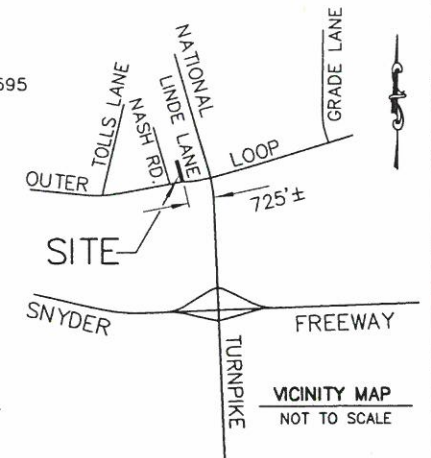 595
TOLLS LANE
NASH RD.
LINDE LANE
NATIONAL
GRADE LANE
OUTER
LOOP
725'±
SITE
SNYDER
FREEWAY
TURNPIKE
VICINITY MAP
NOT TO SCALE